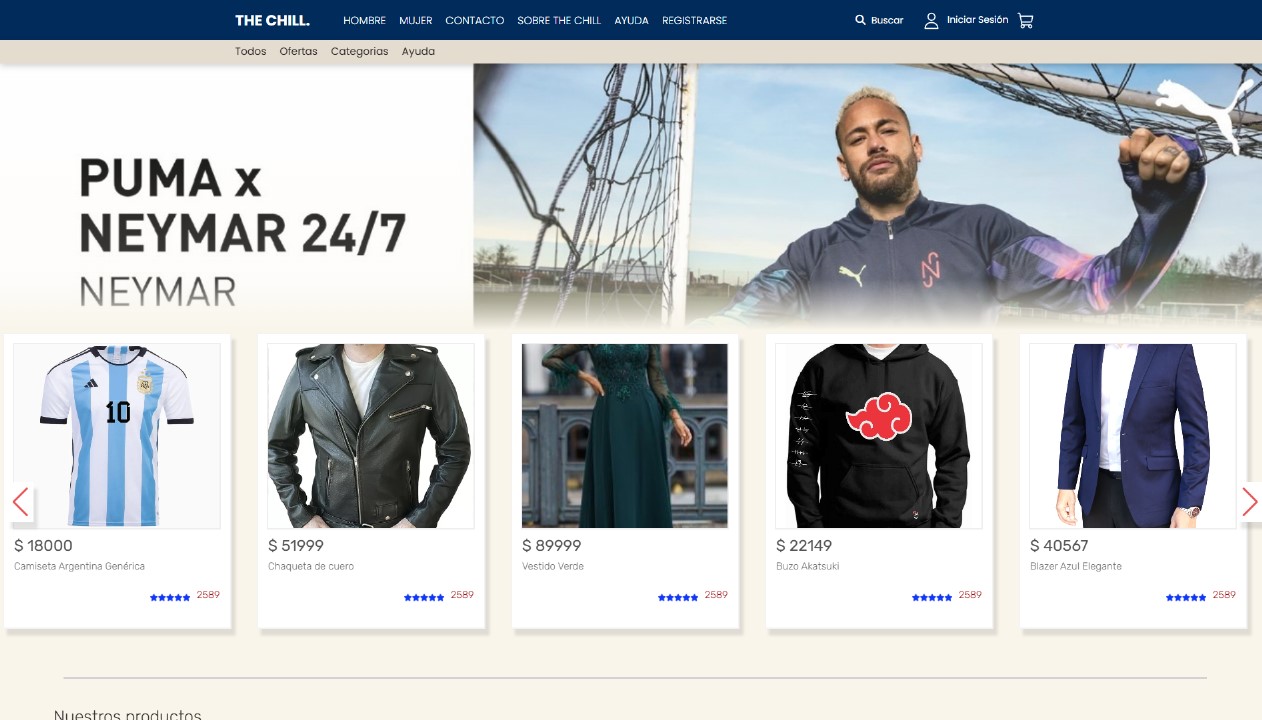 THE CHILL. HOMBRE MUJER CONTACTO SOBRE THE CHILL AYUDA REGISTRARSE Buscar Iniciar Sesión
Todos Ofertas Categorias Ayuda
PUMA x
NEYMAR 24/7
NEYMAR
10
$ 18000
Camiseta Argentina Genérica
2589
$ 51999
Chaqueta de cuero
2589
$ 89999
Vestido Verde
2589
$ 22149
Buzo Akatsuki
2589
$ 40567
Blazer Azul Elegante
2589
Nuestros productos